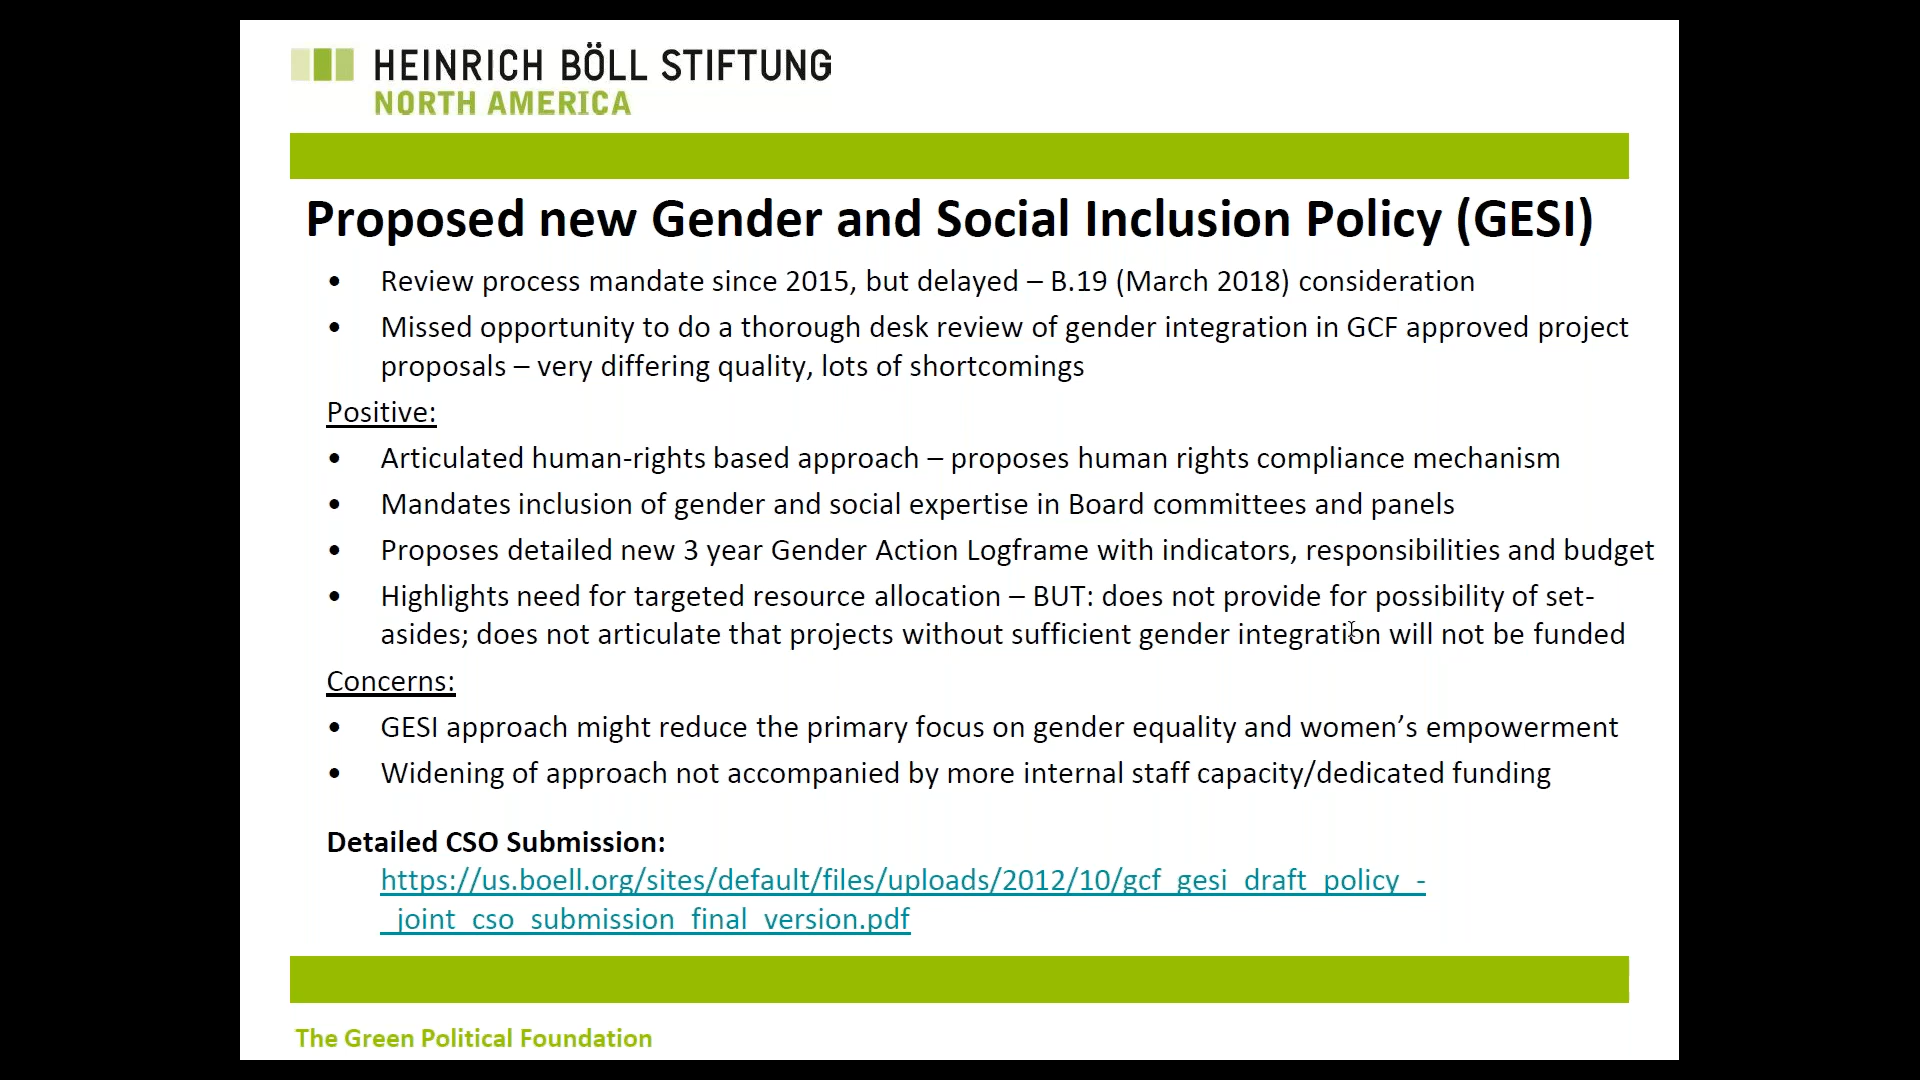 HEINRICH BÖLL STIFTUNG
NORTH AMERICA
Proposed new Gender and Social Inclusion Policy (GESI)
• Review process mandate since 2015, but delayed – B.19 (March 2018) consideration
• Missed opportunity to do a thorough desk review of gender integration in GCF approved project
proposals – very differing quality, lots of shortcomings
Positive:
• Articulated human-rights based approach – proposes human rights compliance mechanism
• Mandates inclusion of gender and social expertise in Board committees and panels
• Proposes detailed new 3 year Gender Action Logframe with indicators, responsibilities and budget
• Highlights need for targeted resource allocation – BUT: does not provide for possibility of set-
asides; does not articulate that projects without sufficient gender integration will not be funded
Concerns:
• GESI approach might reduce the primary focus on gender equality and women’s empowerment
• Widening of approach not accompanied by more internal staff capacity/dedicated funding
Detailed CSO Submission:
https://us.boell.org/sites/default/files/uploads/2012/10/gcf_gesi_draft_policy_-
_joint_cso_submission_final_version.pdf
The Green Political Foundation